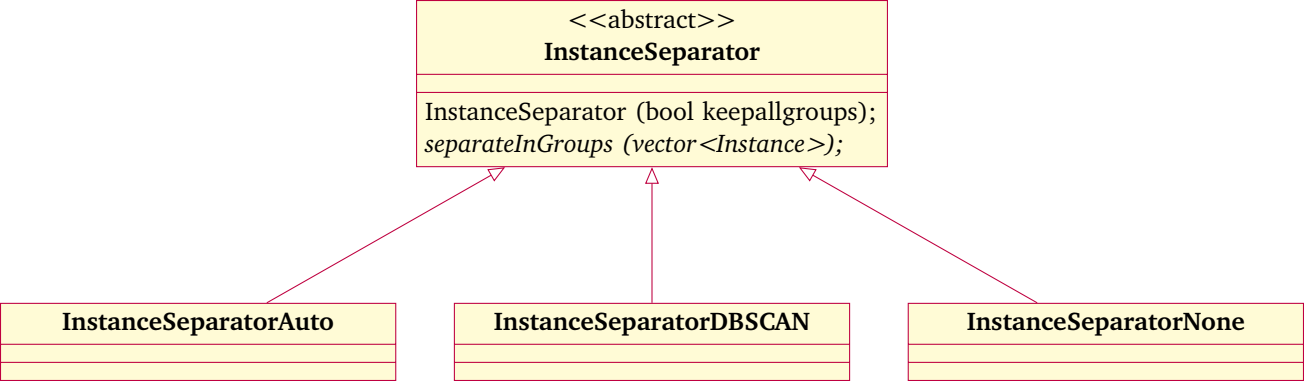 <<abstract>>
InstanceSeparator
InstanceSeparator (bool keepallgroups);
separateInGroups (vector<Instance>);
InstanceSeparatorAuto
InstanceSeparatorDBSCAN
InstanceSeparatorNone